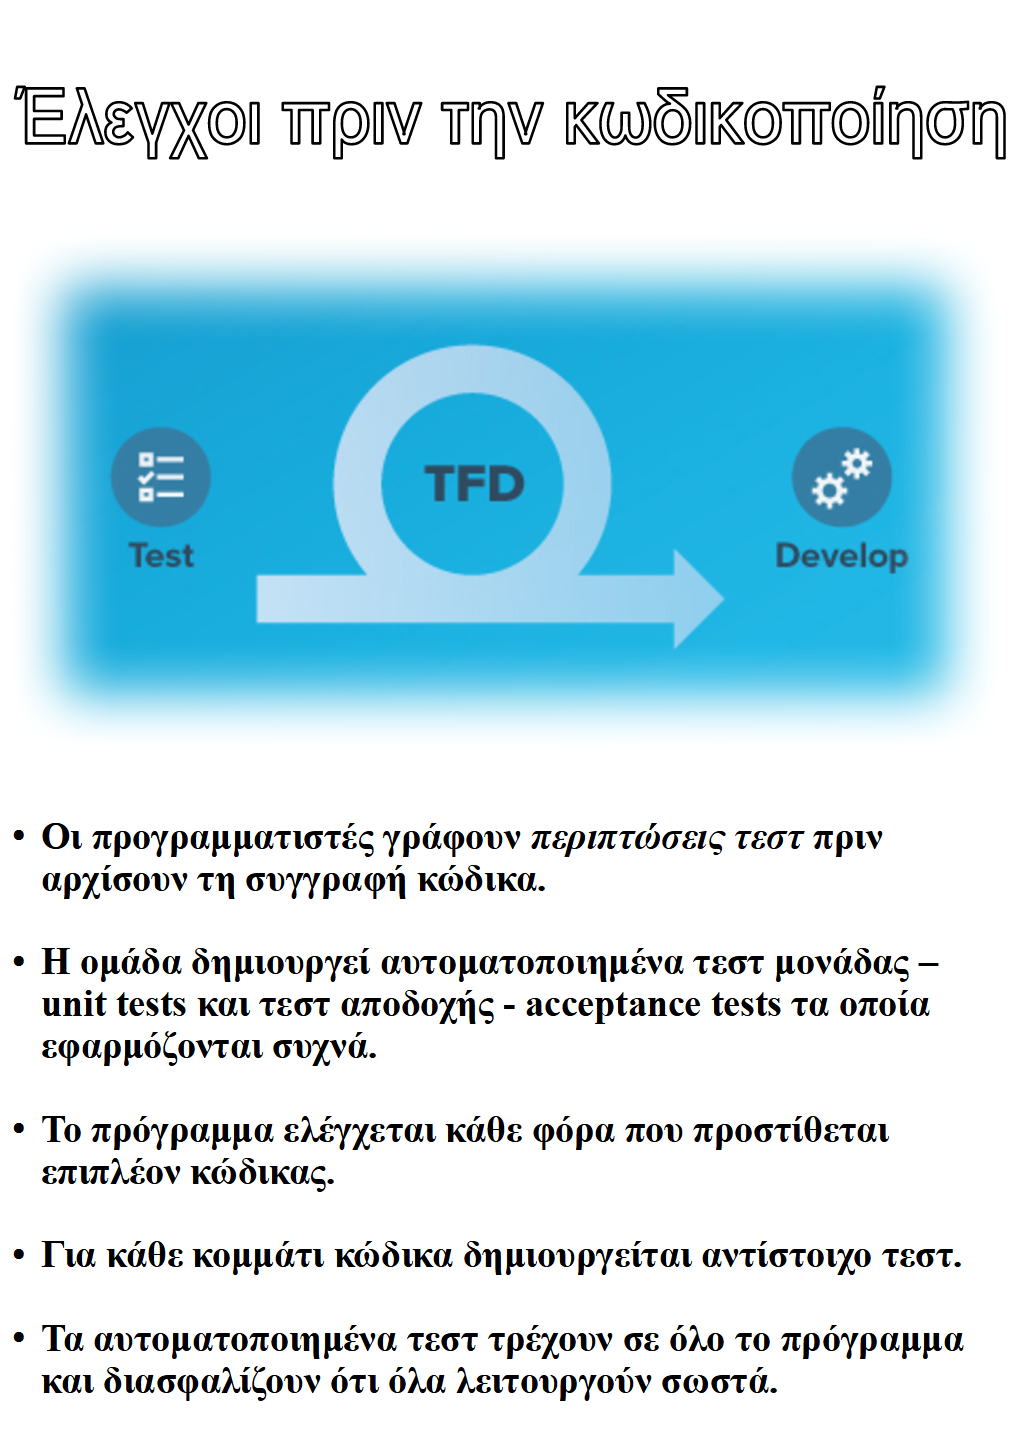 Έλεγχοι πριν την κωδικοποίηση
TFD
Test
Develop
• Οι προγραμματιστές γράφουν περιπτώσεις τεστ πριν
αρχίσουν τη συγγραφή κώδικα.
• Η ομάδα δημιουργεί αυτοματοποιημένα τεστ μονάδας –
unit tests και τεστ αποδοχής - acceptance tests τα οποία
εφαρμόζονται συχνά.
• Το πρόγραμμα ελέγχεται κάθε φόρα που προστίθεται
επιπλέον κώδικας.
• Για κάθε κομμάτι κώδικα δημιουργείται αντίστοιχο τεστ.
• Τα αυτοματοποιημένα τεστ τρέχουν σε όλο το πρόγραμμα
και διασφαλίζουν ότι όλα λειτουργούν σωστά.